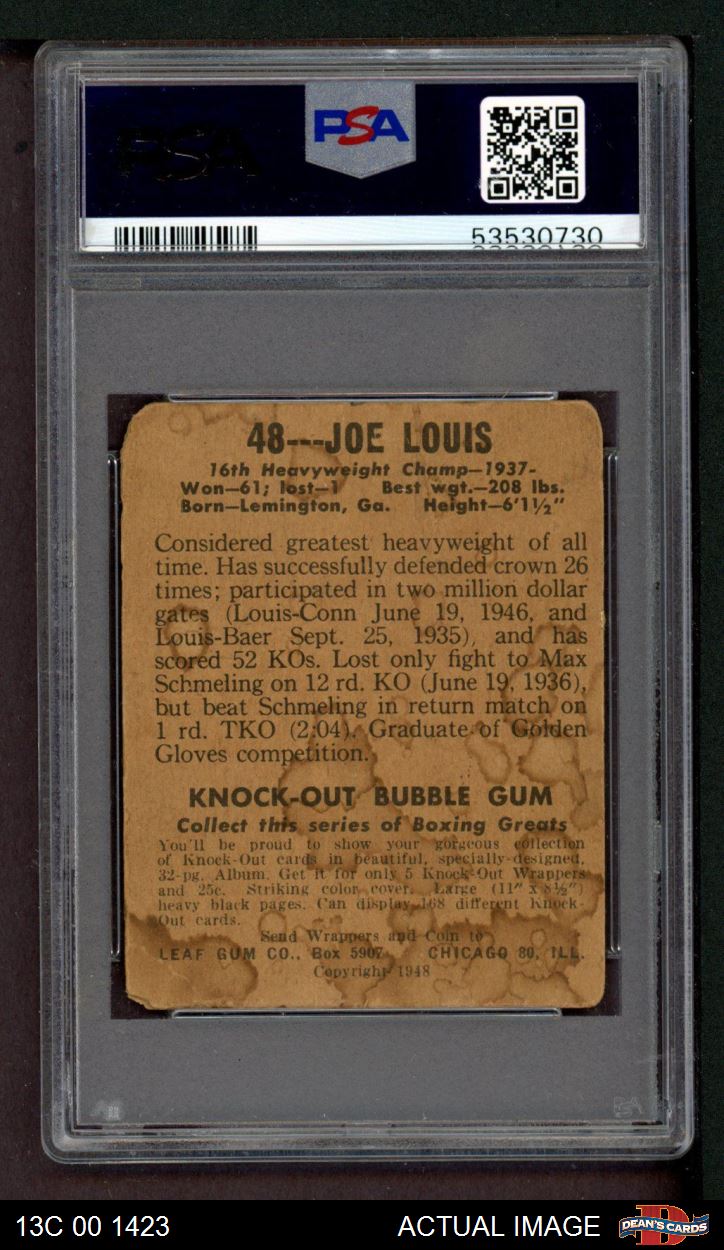 PSA
PSA
53530730
48---JOE LOUIS
16th Heavyweight Champ—1937-
Won—61; lost—1 Best wgt.—208 lbs.
Born—Lemington, Ga. Height—6'1½"
Considered greatest heavyweight of all
time. Has successfully defended crown 26
times; participated in two million dollar
gates (Louis-Conn June 19, 1946, and
Louis-Baer Sept. 25, 1935), and has
scored 52 KOs. Lost only fight to Max
Schmeling on 12 rd. KO (June 19, 1936),
but beat Schmeling in return match on
1 rd. TKO (2:04). Graduate of Golden
Gloves competition.
KNOCK-OUT BUBBLE GUM
Collect this series of Boxing Greats
You'll be proud to show your gorgeous collection
of Knock-Out cards in beautiful, specially-designed,
32-pg. Album. Get it for only 5 Knock-Out Wrappers
and 25c. Striking color cover. Large (11" x 8½")
heavy black pages. Can display 168 different Knock-
Out cards.
Send Wrappers and Coin to
LEAF GUM CO., Box 5907, CHICAGO 80, ILL.
Copyright 1948
PSA
13C 00 1423 ACTUAL IMAGE DEAN'S CARDS